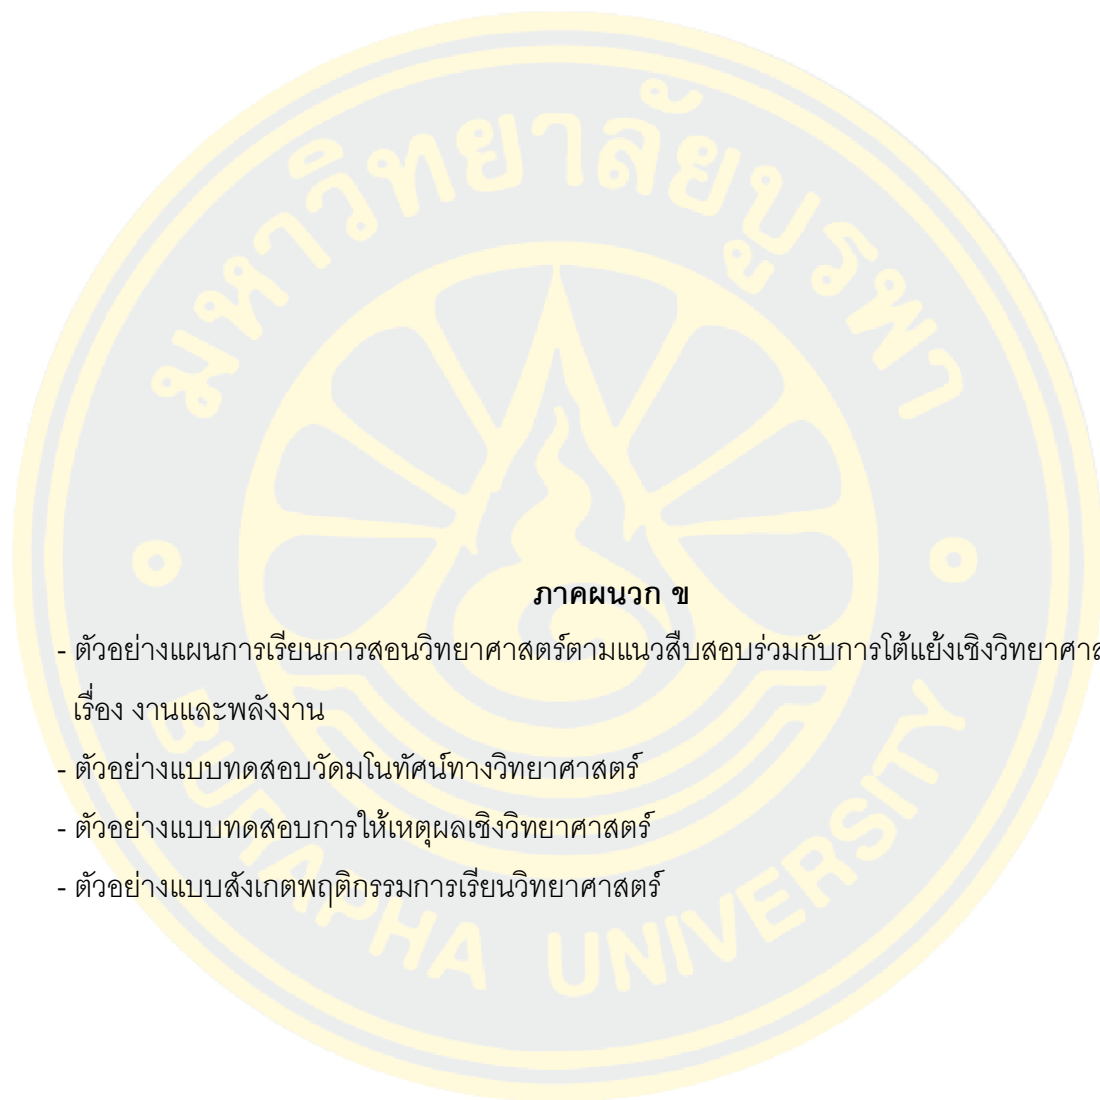 มหาวิทยาลัยบูรพา
ภาคผนวก ข
- ตัวอย่างแผนการเรียนการสอนวิทยาศาสตร์ตามแนวสืบสอบร่วมกับการโต้แย้งเชิงวิทยาศาส
เรื่อง งานและพลังงาน
- ตัวอย่างแบบทดสอบวัดมโนทัศน์ทางวิทยาศาสตร์
- ตัวอย่างแบบทดสอบการให้เหตุผลเชิงวิทยาศาสตร์
- ตัวอย่างแบบสังเกตพฤติกรรมการเรียนวิทยาศาสตร์
BURAPHA UNIVERSITY